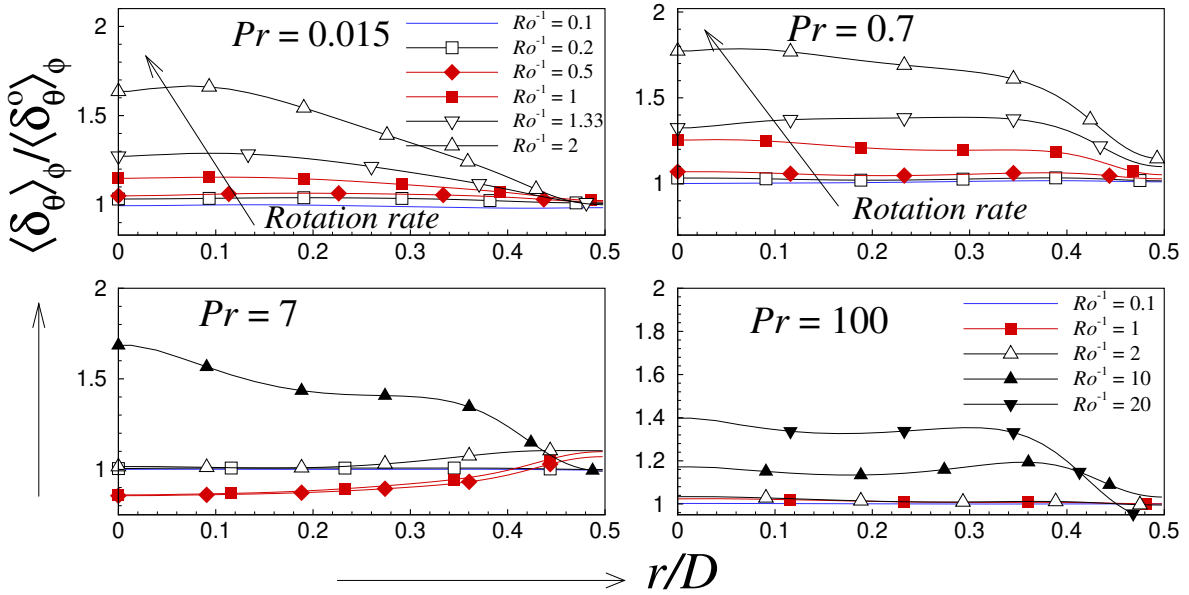 ⟨δθ⟩ϕ/⟨δ°θ⟩ϕ
2
1.5
1
0 0.1 0.2 0.3 0.4 0.5
Pr = 0.015
Ro⁻¹ = 0.1
Ro⁻¹ = 0.2
Ro⁻¹ = 0.5
Ro⁻¹ = 1
Ro⁻¹ = 1.33
Ro⁻¹ = 2
Rotation rate
2
1.5
1
0 0.1 0.2 0.3 0.4 0.5
Pr = 0.7
Rotation rate
2
1.5
1
0 0.1 0.2 0.3 0.4 0.5
Pr = 7
2
1.8
1.6
1.4
1.2
1
0 0.1 0.2 0.3 0.4 0.5
Pr = 100
Ro⁻¹ = 0.1
Ro⁻¹ = 1
Ro⁻¹ = 2
Ro⁻¹ = 10
Ro⁻¹ = 20
r/D